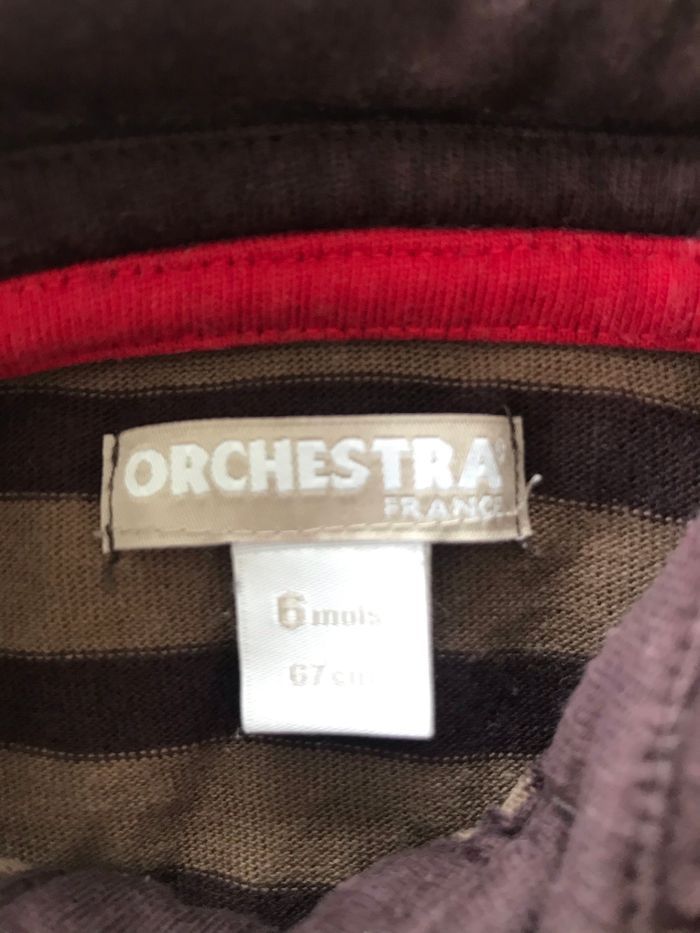 ORCHESTRA
FRANCE
6 mois
67 cm